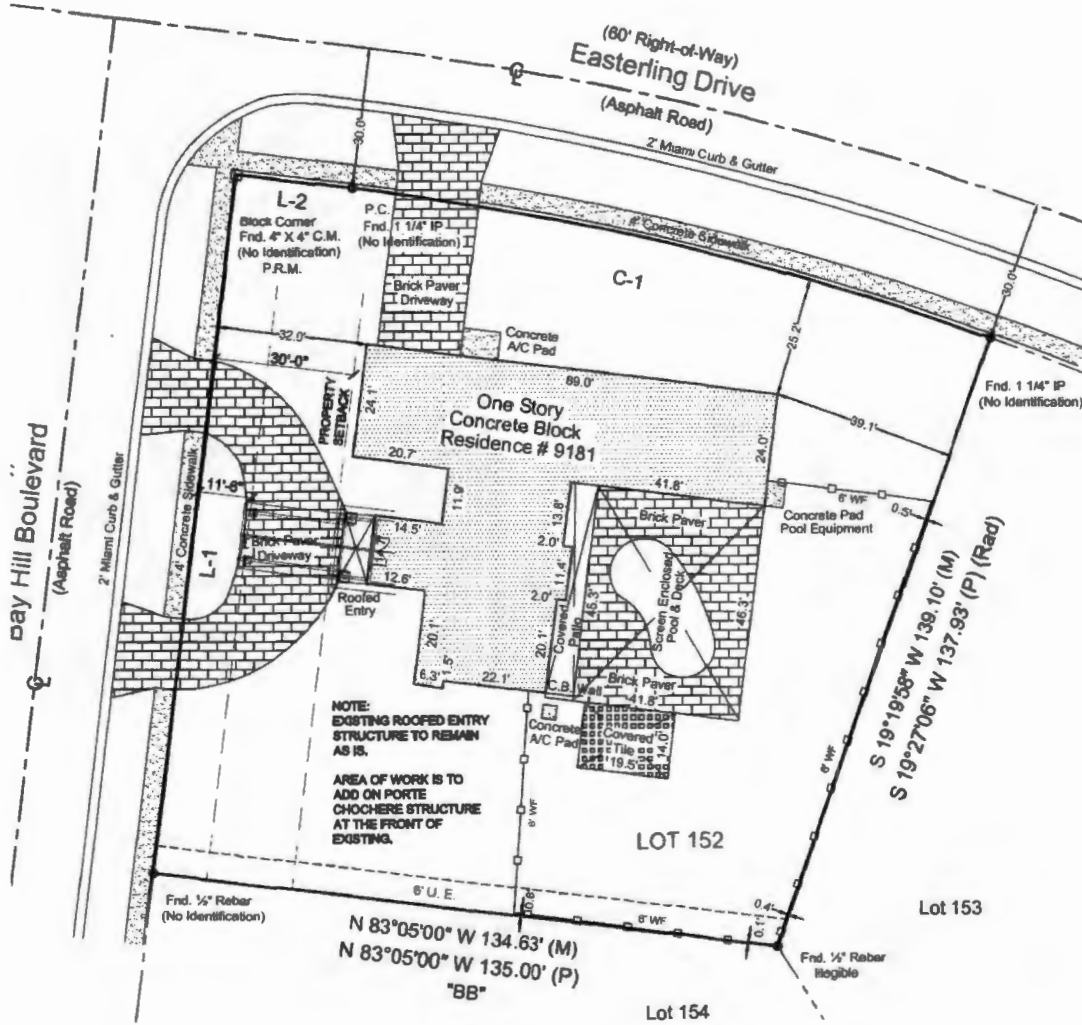 (60' Right-of-Way)
Easterling Drive
(Asphalt Road)
2' Miami Curb & Gutter
4' Concrete Sidewalk
30.0'
30.0'
L-2
Block Corner
Fnd. 4" X 4" C.M.
(No Identification)
P.R.M.
P.C.
Fnd. 1 1/4" IP
(No Identification)
Brick Paver
Driveway
C-1
Concrete
A/C Pad
25.2'
Fnd. 1 1/4" IP
(No Identification)
32.0'
30'-0"
PROPERTY
SETBACK
24.1'
89.0'
One Story
Concrete Block
Residence # 9181
39.1'
24.0'
20.7'
11.9'
41.8'
6' WF
0.5'
Concrete Pad
Pool Equipment
Bay Hill Boulevard
(Asphalt Road)
2' Miami Curb & Gutter
4' Concrete Sidewalk
L-1
11'-6"
Brick Paver
Driveway
14.5'
12.6'
Roofed
Entry
13.8'
2.0'
11.4'
2.0'
20.1'
Covered
Patio
45.3'
Brick Paver
Screen Enclosed
Pool & Deck
46.3'
Brick Paver
41.8'
C.B. Wall
20.1'
6.3'
1.5'
22.1'
Concrete
A/C Pad
Covered
Tile
19.5'
14.0'
S 19°19'58" W 139.10' (M)
S 19°27'06" W 137.93' (P) (Rad)
6' WF
NOTE:
EXISTING ROOFED ENTRY
STRUCTURE TO REMAIN
AS IS.
AREA OF WORK IS TO
ADD ON PORTE
CHOCHERE STRUCTURE
AT THE FRONT OF
EXISTING.
6' WF
LOT 152
6' U.E.
0.8'
6' WF
0.1'
0.4'
Lot 153
Fnd. ½" Rebar
(No Identification)
N 83°05'00" W 134.63' (M)
N 83°05'00" W 135.00' (P)
"BB"
Fnd. ½" Rebar
Illegible
Lot 154